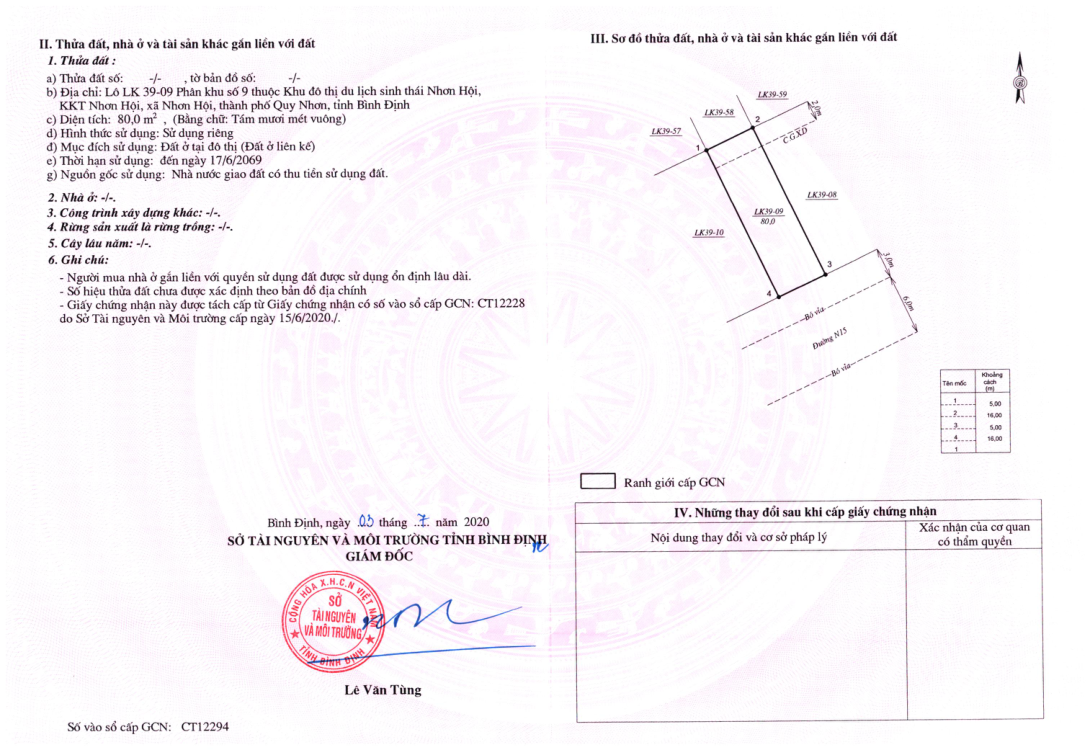 II. Thửa đất, nhà ở và tài sản khác gắn liền với đất
1. Thửa đất :
a) Thửa đất số: -/- , tờ bản đồ số: -/-
b) Địa chỉ: Lô LK 39-09 Phân khu số 9 thuộc Khu đô thị du lịch sinh thái Nhơn Hội,
KKT Nhơn Hội, xã Nhơn Hội, thành phố Quy Nhơn, tỉnh Bình Định
c) Diện tích: 80,0 m² , (Bằng chữ: Tám mươi mét vuông)
d) Hình thức sử dụng: Sử dụng riêng
đ) Mục đích sử dụng: Đất ở tại đô thị (Đất ở liên kế)
e) Thời hạn sử dụng: đến ngày 17/6/2069
g) Nguồn gốc sử dụng: Nhà nước giao đất có thu tiền sử dụng đất.
2. Nhà ở: -/-.
3. Công trình xây dựng khác: -/-.
4. Rừng sản xuất là rừng trồng: -/-.
5. Cây lâu năm: -/-.
6. Ghi chú:
- Người mua nhà ở gắn liền với quyền sử dụng đất được sử dụng ổn định lâu dài.
- Số hiệu thửa đất chưa được xác định theo bản đồ địa chính
- Giấy chứng nhận này được tách cấp từ Giấy chứng nhận có số vào sổ cấp GCN: CT12228
do Sở Tài nguyên và Môi trường cấp ngày 15/6/2020./.
Bình Định, ngày 03 tháng 7 năm 2020
SỞ TÀI NGUYÊN VÀ MÔI TRƯỜNG TỈNH BÌNH ĐỊNH
GIÁM ĐỐC
CỘNG HÒA X.H.C.N VIỆT NAM
SỞ
TÀI NGUYÊN
VÀ MÔI TRƯỜNG
TỈNH BÌNH ĐỊNH
Lê Văn Tùng
Số vào sổ cấp GCN: CT12294
III. Sơ đồ thửa đất, nhà ở và tài sản khác gắn liền với đất
B
LK39-59
LK39-58
2,0m
LK39-57
2
C.G.X.D
1
LK39-08
LK39-09
80,0
LK39-10
3
3,0m
4
6,0m
Bó vỉa
Đường N15
Bó vỉa
Tên mốc
Khoảng
cách
(m)
1
5,00
2
16,00
3
5,00
4
16,00
1
Ranh giới cấp GCN
IV. Những thay đổi sau khi cấp giấy chứng nhận
Nội dung thay đổi và cơ sở pháp lý
Xác nhận của cơ quan
có thẩm quyền